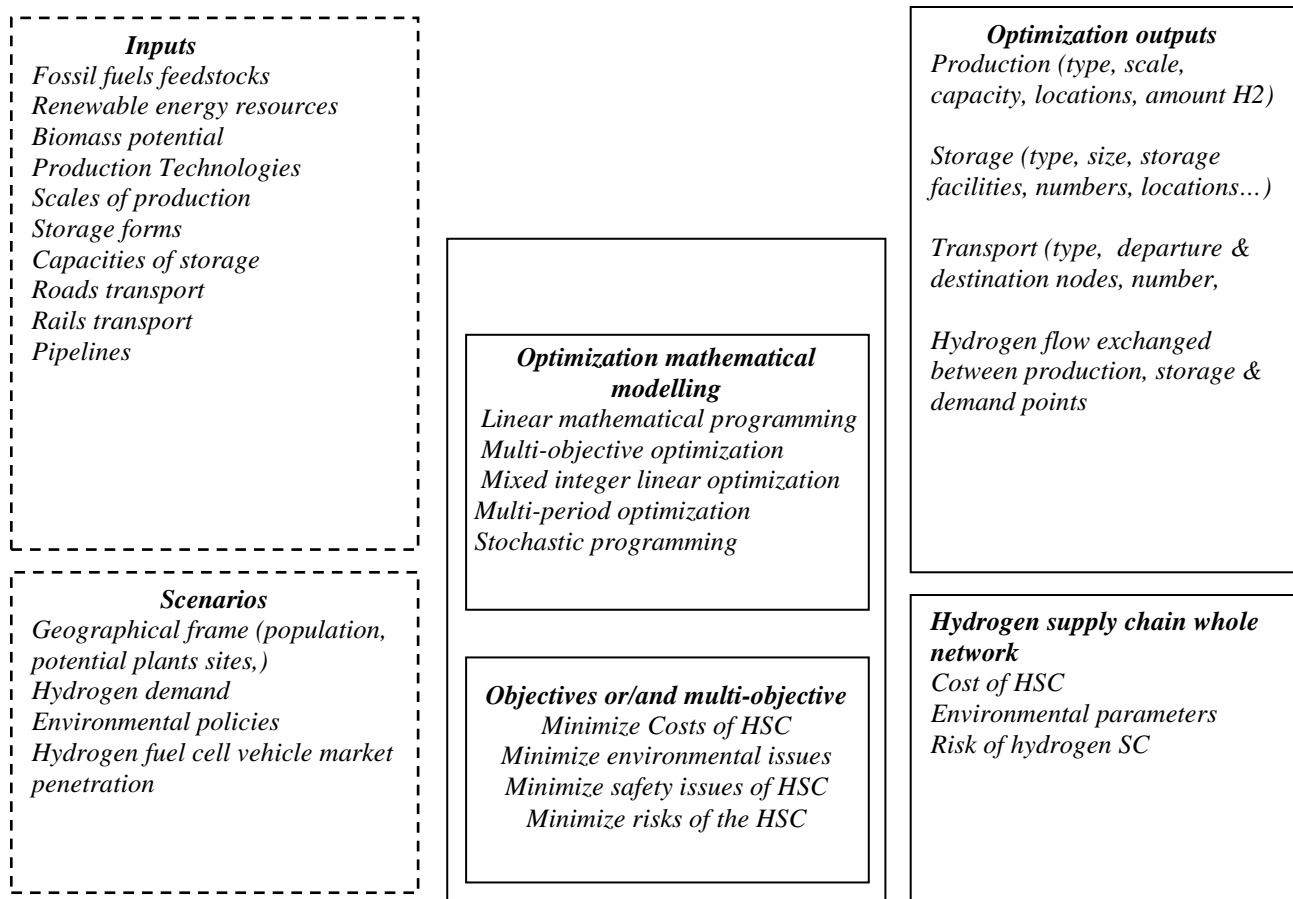 Inputs
Fossil fuels feedstocks
Renewable energy resources
Biomass potential
Production Technologies
Scales of production
Storage forms
Capacities of storage
Roads transport
Rails transport
Pipelines
Scenarios
Geographical frame (population,
potential plants sites,)
Hydrogen demand
Environmental policies
Hydrogen fuel cell vehicle market
penetration
Optimization mathematical
modelling
Linear mathematical programming
Multi-objective optimization
Mixed integer linear optimization
Multi-period optimization
Stochastic programming
Objectives or/and multi-objective
Minimize Costs of HSC
Minimize environmental issues
Minimize safety issues of HSC
Minimize risks of the HSC
Optimization outputs
Production (type, scale,
capacity, locations, amount H2)
Storage (type, size, storage
facilities, numbers, locations…)
Transport (type, departure &
destination nodes, number,
Hydrogen flow exchanged
between production, storage &
demand points
Hydrogen supply chain whole
network
Cost of HSC
Environmental parameters
Risk of hydrogen SC